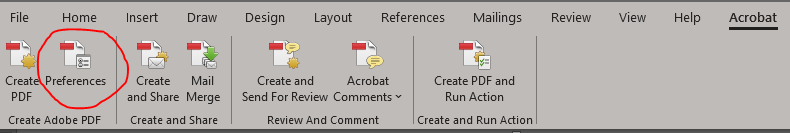 File Home Insert Draw Design Layout References Mailings Review View Help Acrobat
Create Preferences Create Mail Create and Acrobat Create PDF and
PDF and Share Merge Send For Review Comments Run Action
Create Adobe PDF Create and Share Review And Comment Create and Run Action